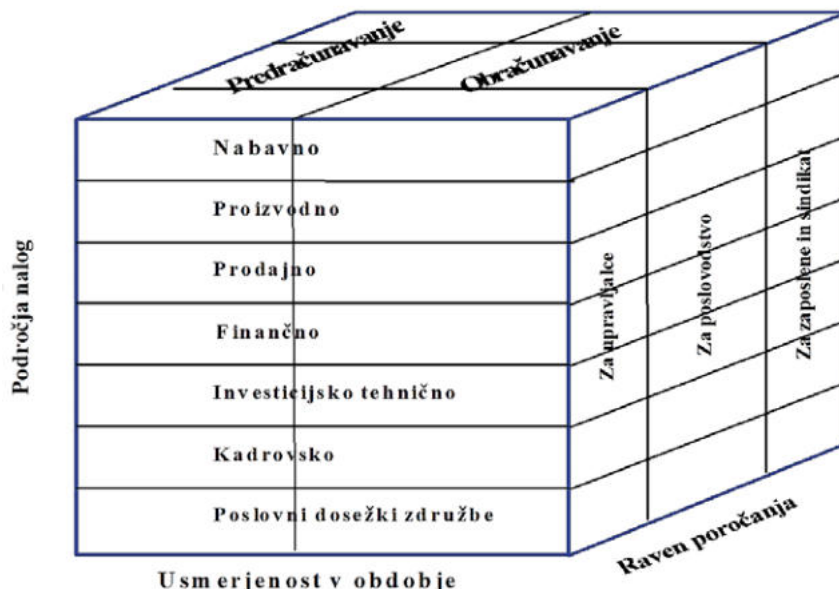 Predračunavanje
Obračunavanje
Nabavno
Proizvodno
Prodajno
Finančno
Investicijsko tehnično
Kadrovsko
Poslovni dosežki združbe
Področja nalog
Za upravljalce
Za poslovodstvo
Za zaposlene in sindikat
Raven poročanja
Usmerjenost v obdobje